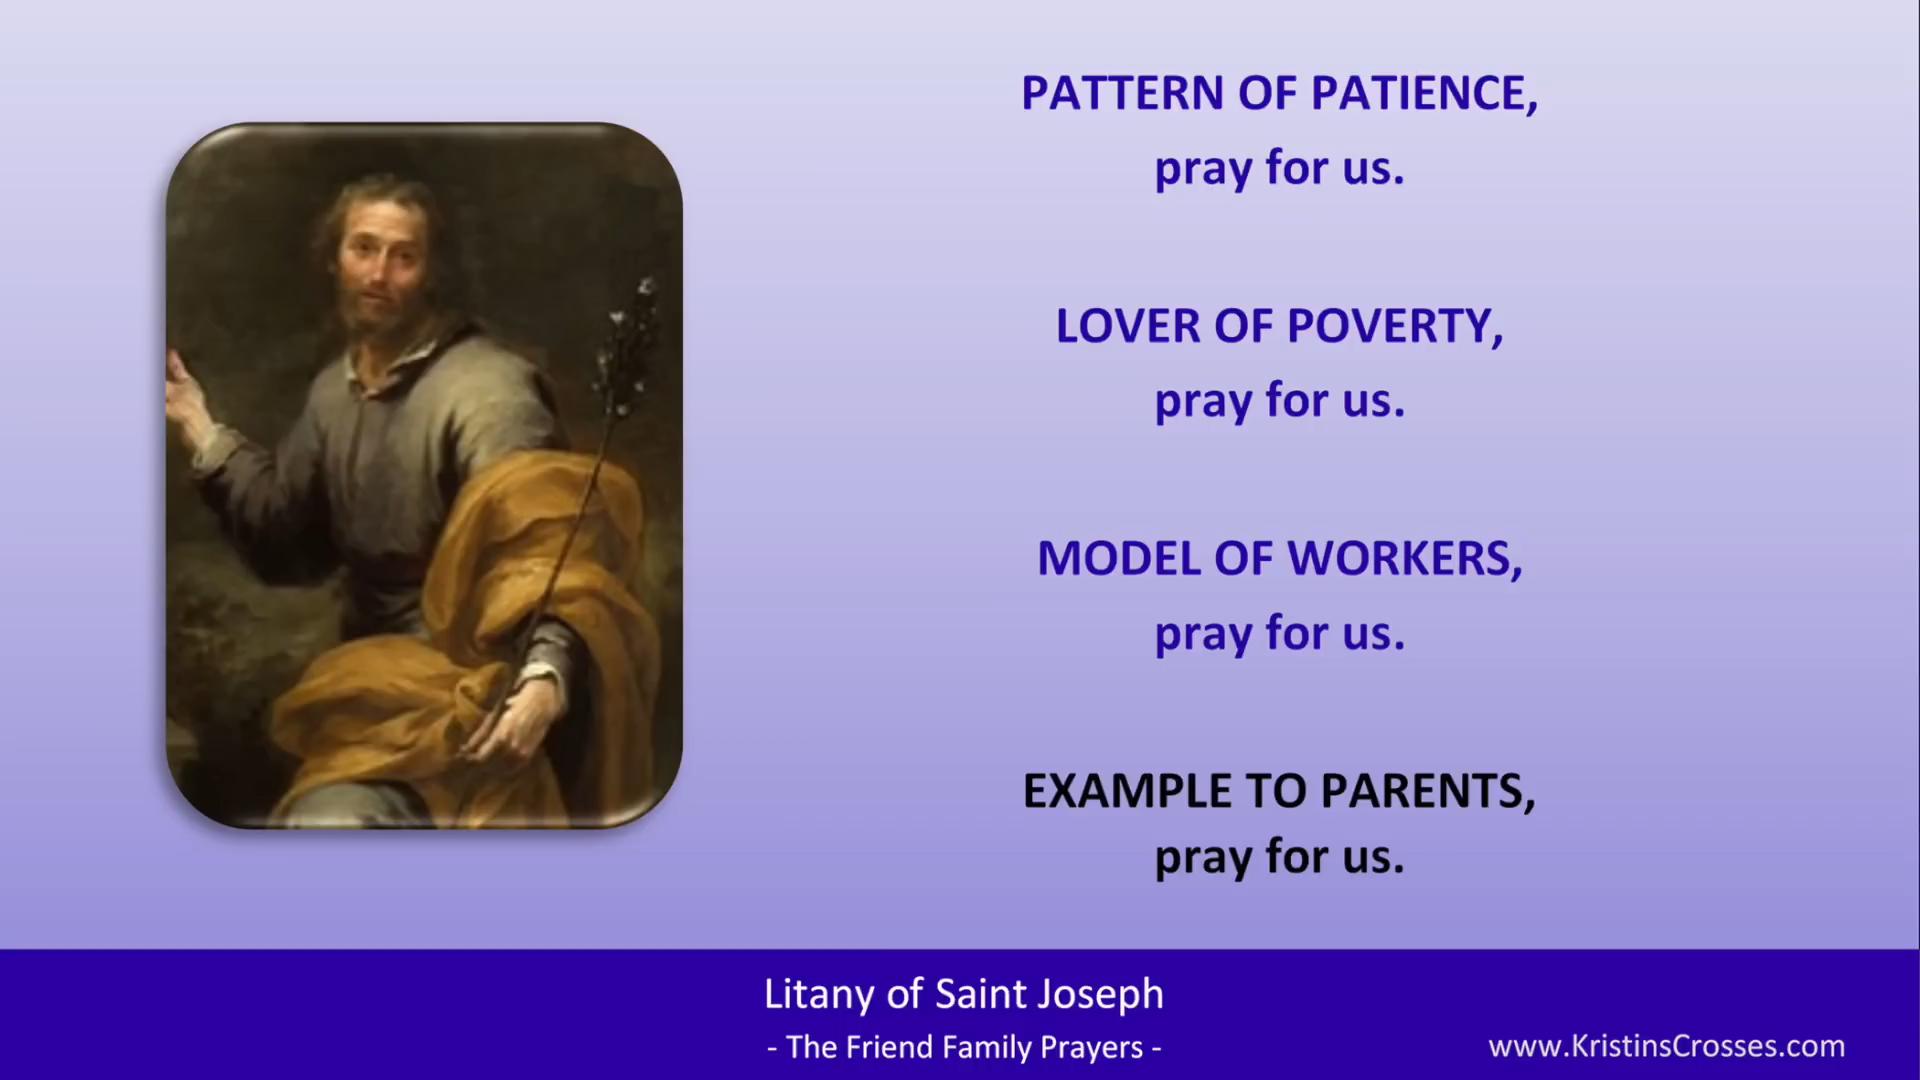 PATTERN OF PATIENCE,
pray for us.
LOVER OF POVERTY,
pray for us.
MODEL OF WORKERS,
pray for us.
EXAMPLE TO PARENTS,
pray for us.
Litany of Saint Joseph
- The Friend Family Prayers -
www.KristinsCrosses.com